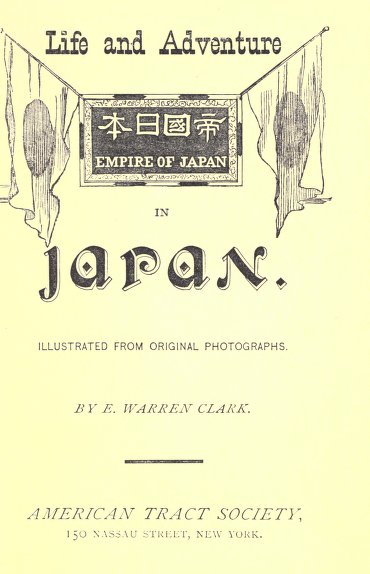 Life and Adventure
本日國帝
EMPIRE OF JAPAN
IN
JAPAN.
ILLUSTRATED FROM ORIGINAL PHOTOGRAPHS.
BY E. WARREN CLARK.
AMERICAN TRACT SOCIETY,
150 NASSAU STREET, NEW YORK.